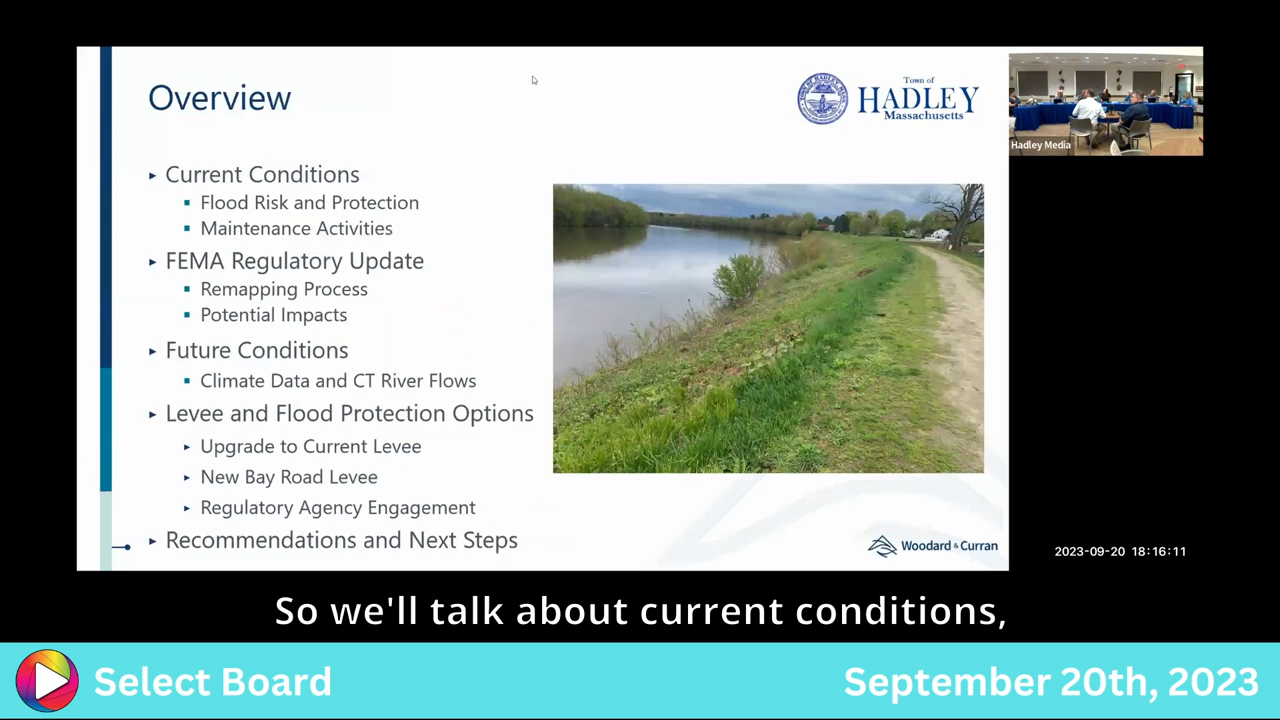 Overview
Town of
HADLEY
Massachusetts
Hadley Media
▸ Current Conditions
▪ Flood Risk and Protection
▪ Maintenance Activities
▸ FEMA Regulatory Update
▪ Remapping Process
▪ Potential Impacts
▸ Future Conditions
▪ Climate Data and CT River Flows
▸ Levee and Flood Protection Options
▸ Upgrade to Current Levee
▸ New Bay Road Levee
▸ Regulatory Agency Engagement
▸ Recommendations and Next Steps
Woodard & Curran
2023-09-20 18:16:11
So we'll talk about current conditions,
Select Board
September 20th, 2023